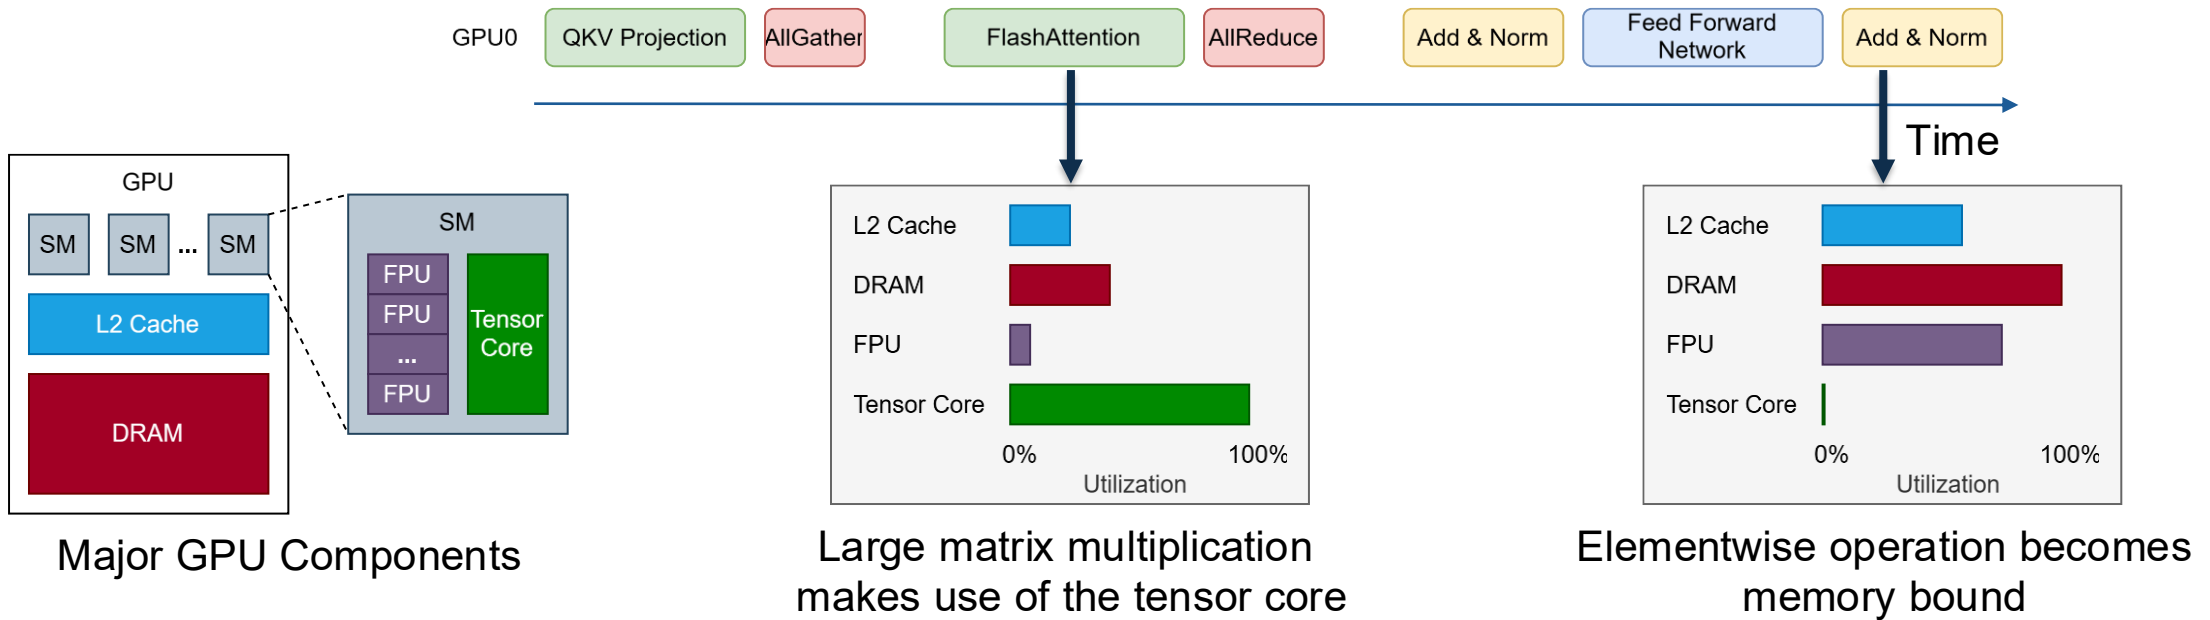 GPU0
QKV Projection
AllGather
FlashAttention
AllReduce
Add & Norm
Feed Forward
Network
Add & Norm
Time
GPU
SM
SM
...
SM
L2 Cache
DRAM
SM
FPU
FPU
...
FPU
Tensor
Core
Major GPU Components
L2 Cache
DRAM
FPU
Tensor Core
0%
100%
Utilization
Large matrix multiplication
makes use of the tensor core
L2 Cache
DRAM
FPU
Tensor Core
0%
100%
Utilization
Elementwise operation becomes
memory bound